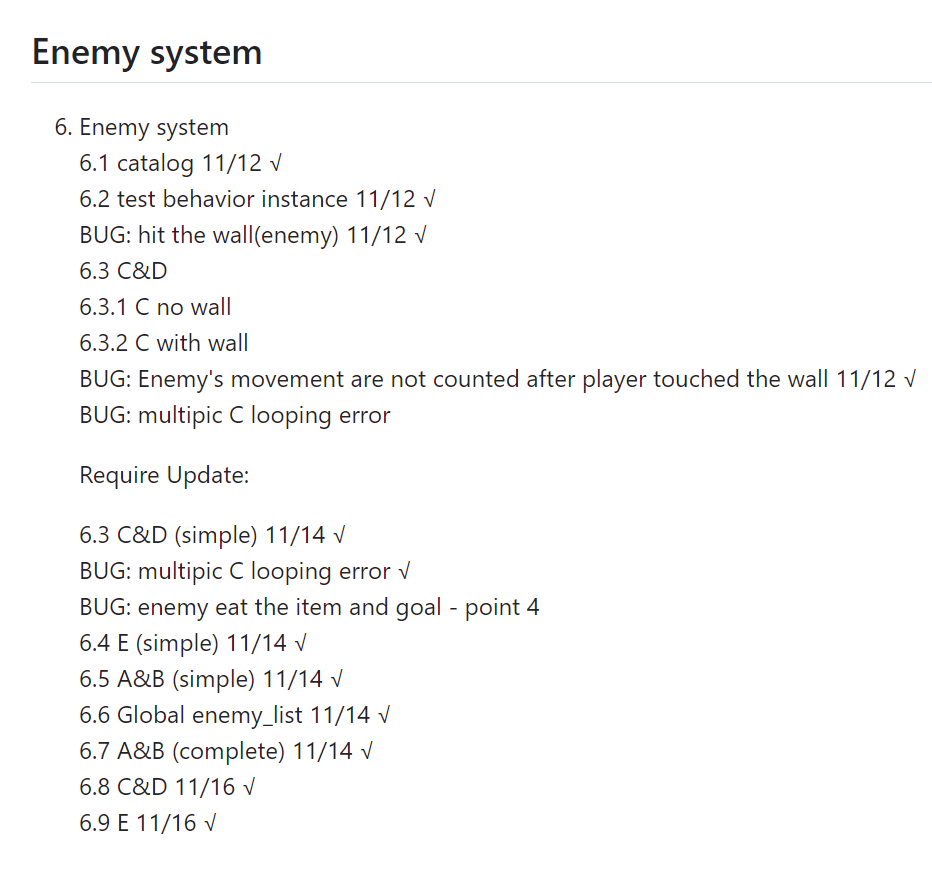 Enemy system
6. Enemy system
6.1 catalog 11/12 √
6.2 test behavior instance 11/12 √
BUG: hit the wall(enemy) 11/12 √
6.3 C&D
6.3.1 C no wall
6.3.2 C with wall
BUG: Enemy's movement are not counted after player touched the wall 11/12 √
BUG: multipic C looping error
Require Update:
6.3 C&D (simple) 11/14 √
BUG: multipic C looping error √
BUG: enemy eat the item and goal - point 4
6.4 E (simple) 11/14 √
6.5 A&B (simple) 11/14 √
6.6 Global enemy_list 11/14 √
6.7 A&B (complete) 11/14 √
6.8 C&D 11/16 √
6.9 E 11/16 √